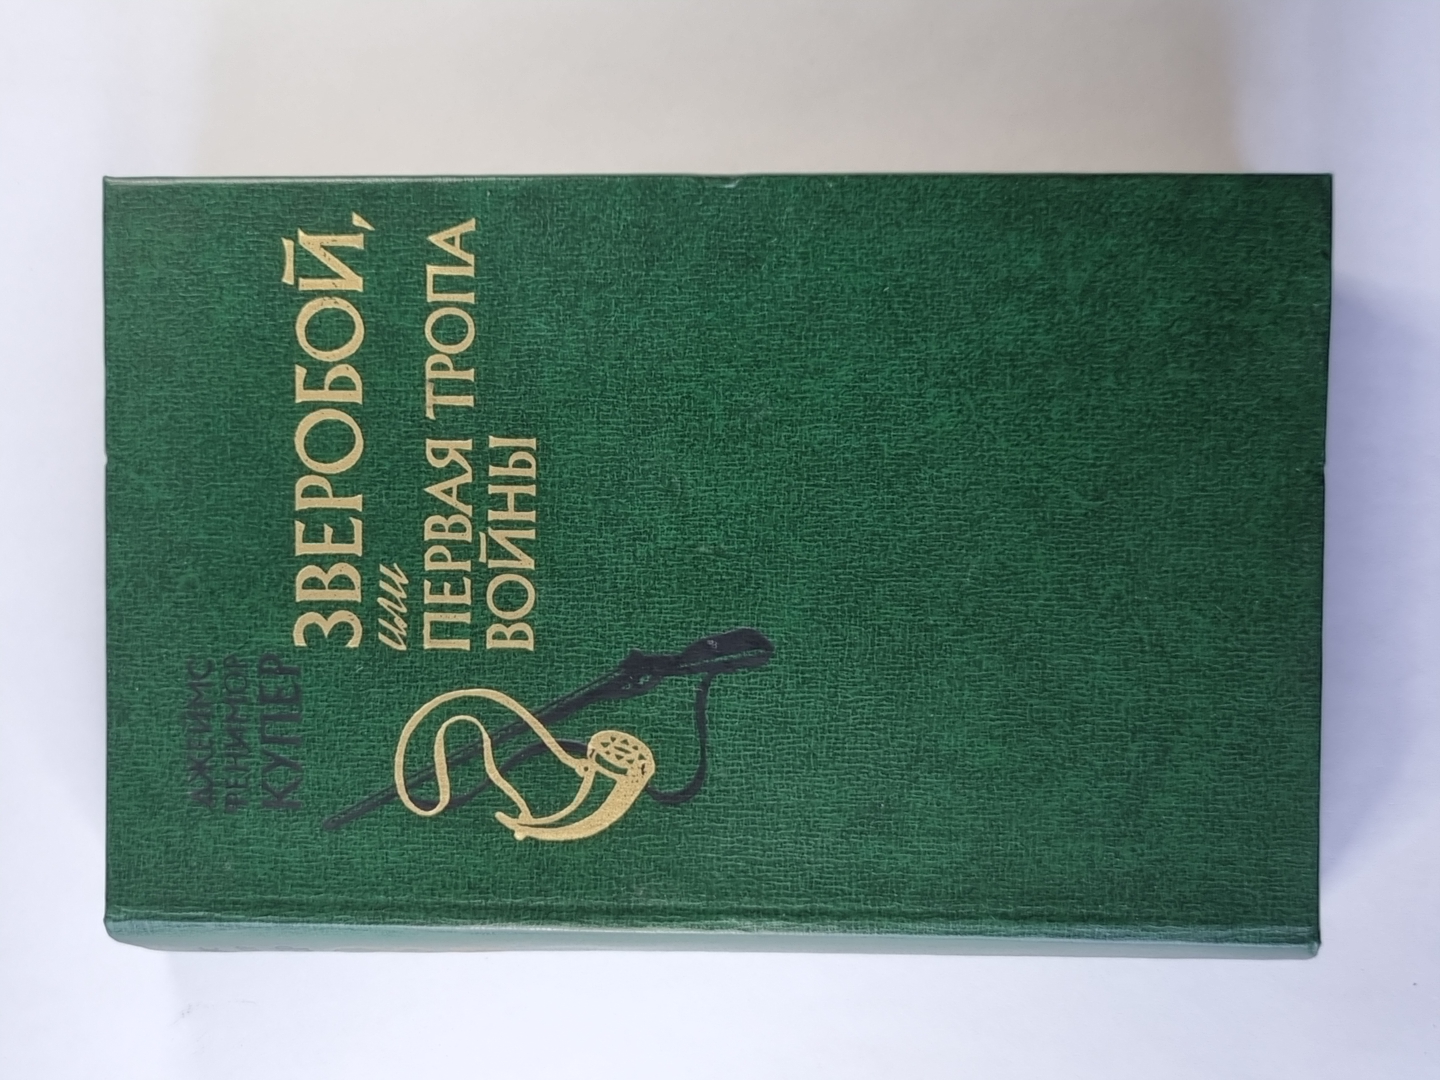 ДЖЕЙМС
ФЕНИМОР
КУПЕР
ЗВЕРОБОЙ,
или
ПЕРВАЯ ТРОПА
ВОЙНЫ